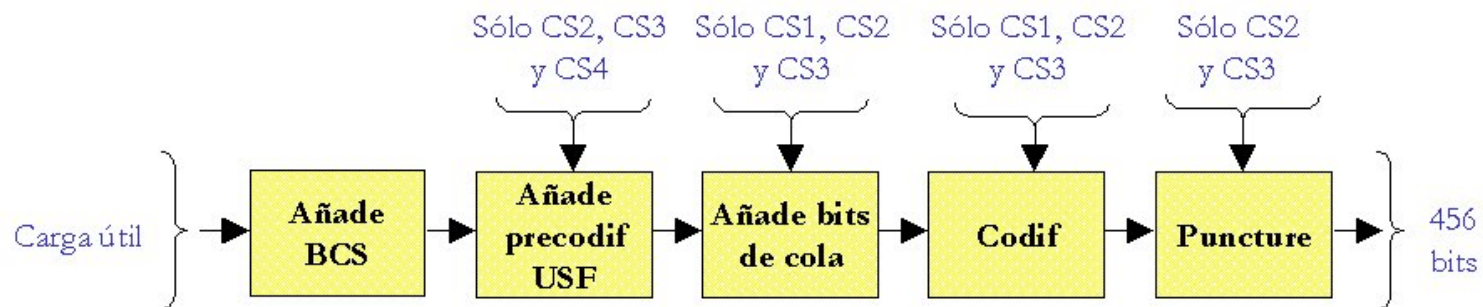 Sólo CS2, CS3
y CS4
Sólo CS1, CS2
y CS3
Sólo CS1, CS2
y CS3
Sólo CS2
y CS3
Carga útil
Añade
BCS
Añade
precodif
USF
Añade bits
de cola
Codif
Puncture
456
bits